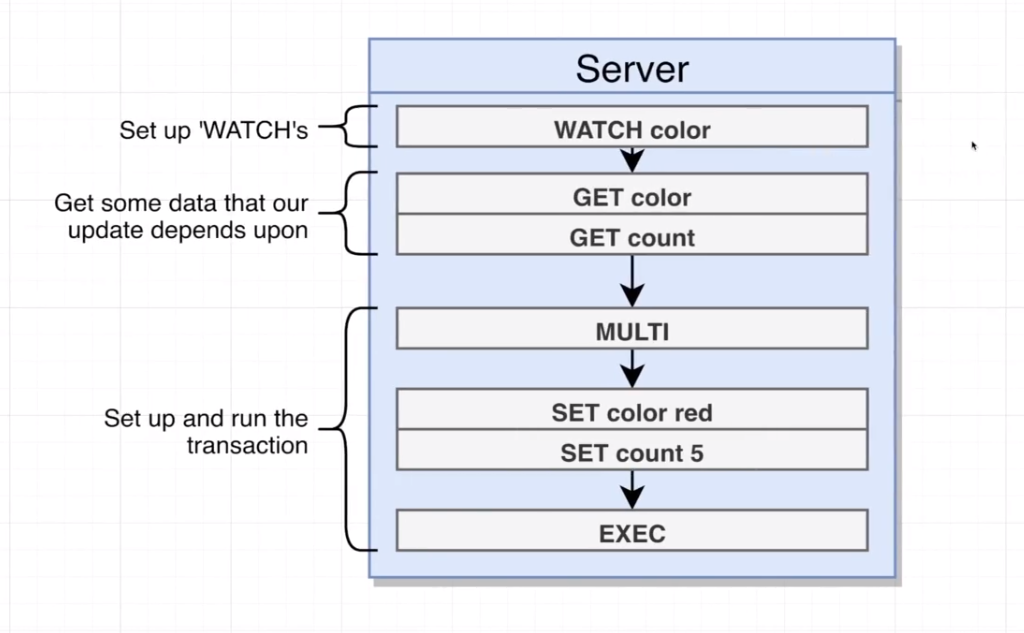 Server
Set up 'WATCH's
WATCH color
Get some data that our
update depends upon
GET color
GET count
MULTI
Set up and run the
transaction
SET color red
SET count 5
EXEC